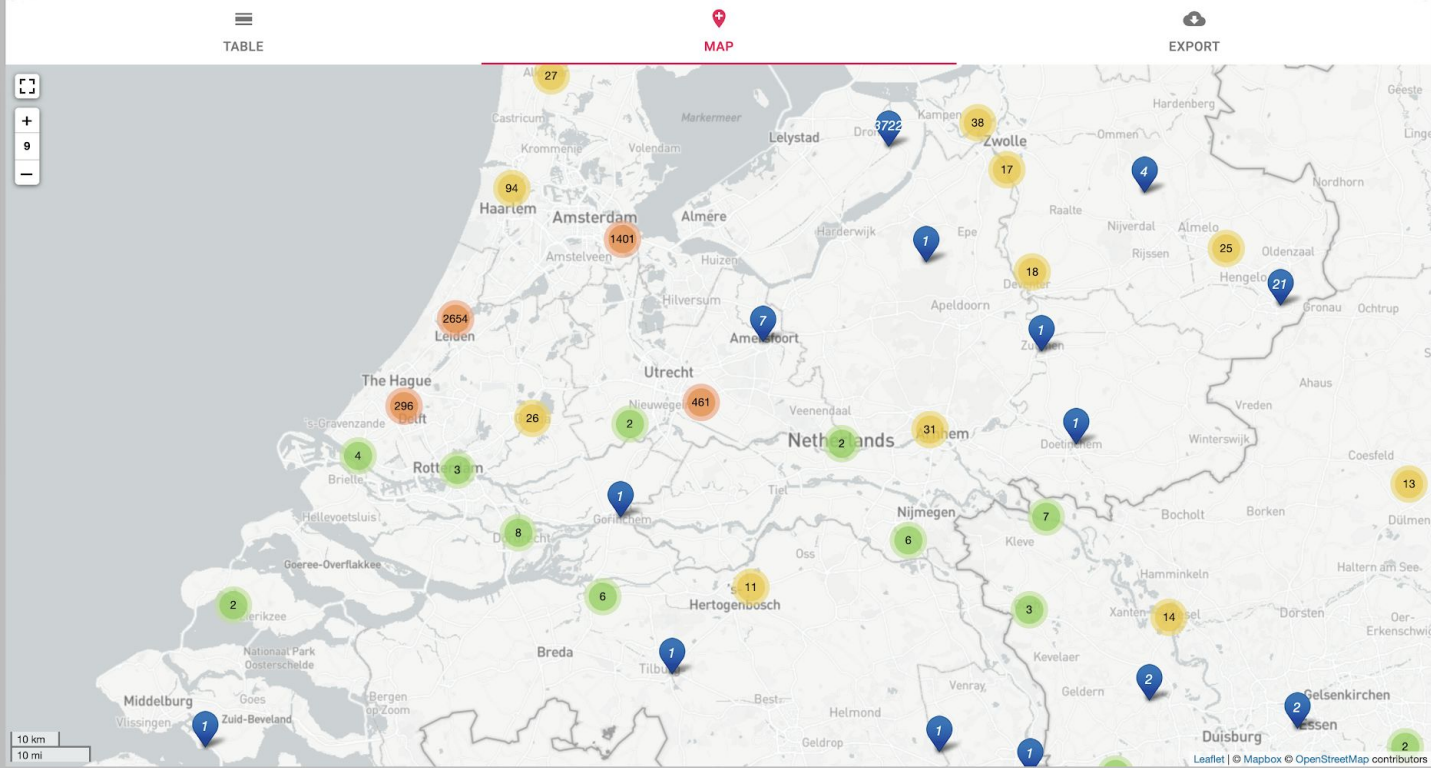 TABLE
MAP
EXPORT
27
Geeste
+
9
−
Castricum
Markermeer
Lelystad
3722
Kampen
38
Hardenberg
Krommenie
Volendam
Zwolle
Ommen
17
4
Nordhorn
94
Haarlem
Amsterdam
Almere
Raalte
1401
Harderwijk
1
Epe
Nijverdal
Almelo
25
Oldenzaal
Amstelveen
Huizen
Rijssen
18
Hengelo
21
Hilversum
Apeldoorn
Gronau
Ochtrup
2654
Leiden
7
Amersfoort
1
Zutphen
The Hague
Utrecht
Ahaus
296
Delft
461
Nieuwegein
Veenendaal
Vreden
's-Gravenzande
26
2
Netherlands
2
31
Arnhem
1
Doetinchem
Winterswijk
4
Rotterdam
3
Coesfeld
Brielle
1
Tiel
13
Hellevoetsluis
Gorinchem
Nijmegen
7
Bocholt
Borken
Dülmen
8
6
Kleve
Oss
Goeree-Overflakkee
Hamminkeln
Haltern am See
2
6
11
's-
Hertogenbosch
3
Xanten
14
Dorsten
Oer-
Erkenschwick
Nationaal Park
Oosterschelde
Breda
1
Tilburg
Kevelaer
Middelburg
Goes
Bergen
op Zoom
Best
Venray
Geldern
2
Gelsenkirchen
Vlissingen
1
Zuid-Beveland
Helmond
2
Essen
10 km
10 mi
Geldrop
1
1
Duisburg
2
Leaflet | © Mapbox © OpenStreetMap contributors